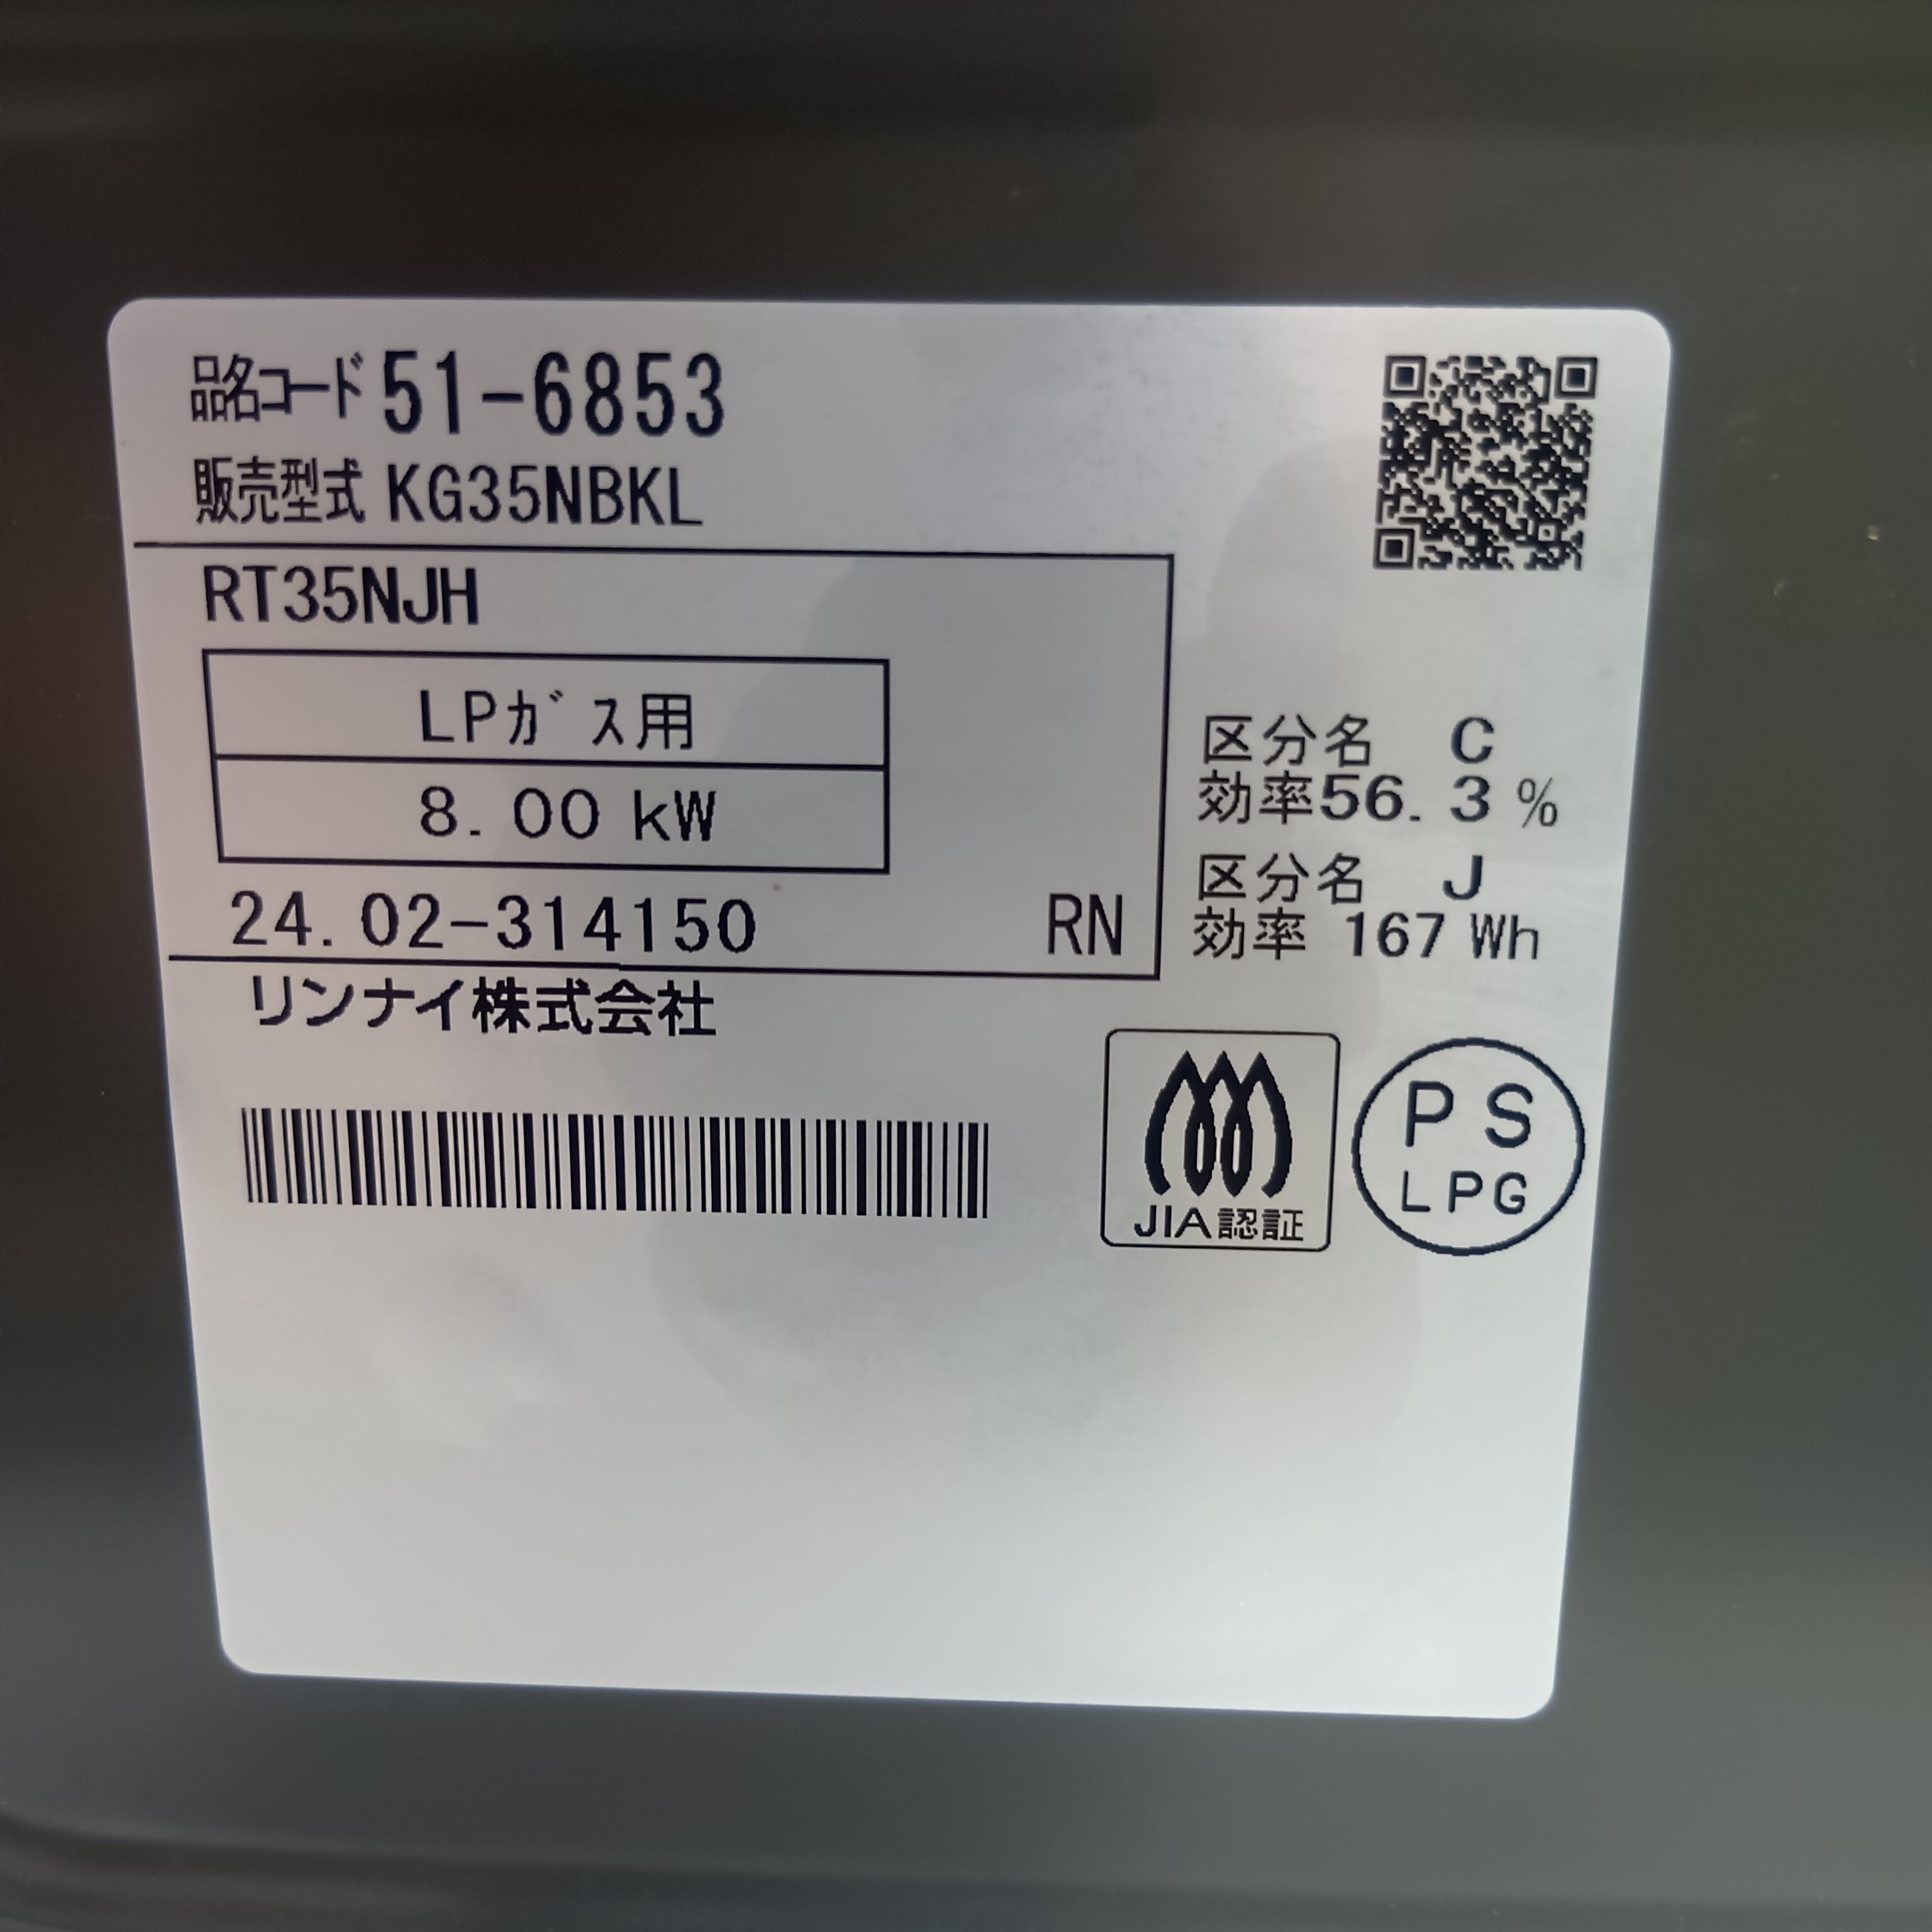 品名コード 51-6853
販売型式 KG35NBKL
RT35NJH
LPガス用
8.00 kW
24.02-314150 RN
リンナイ株式会社
区分名 C
効率56.3 %
区分名 J
効率 167 Wh
JIA認証
PS
LPG